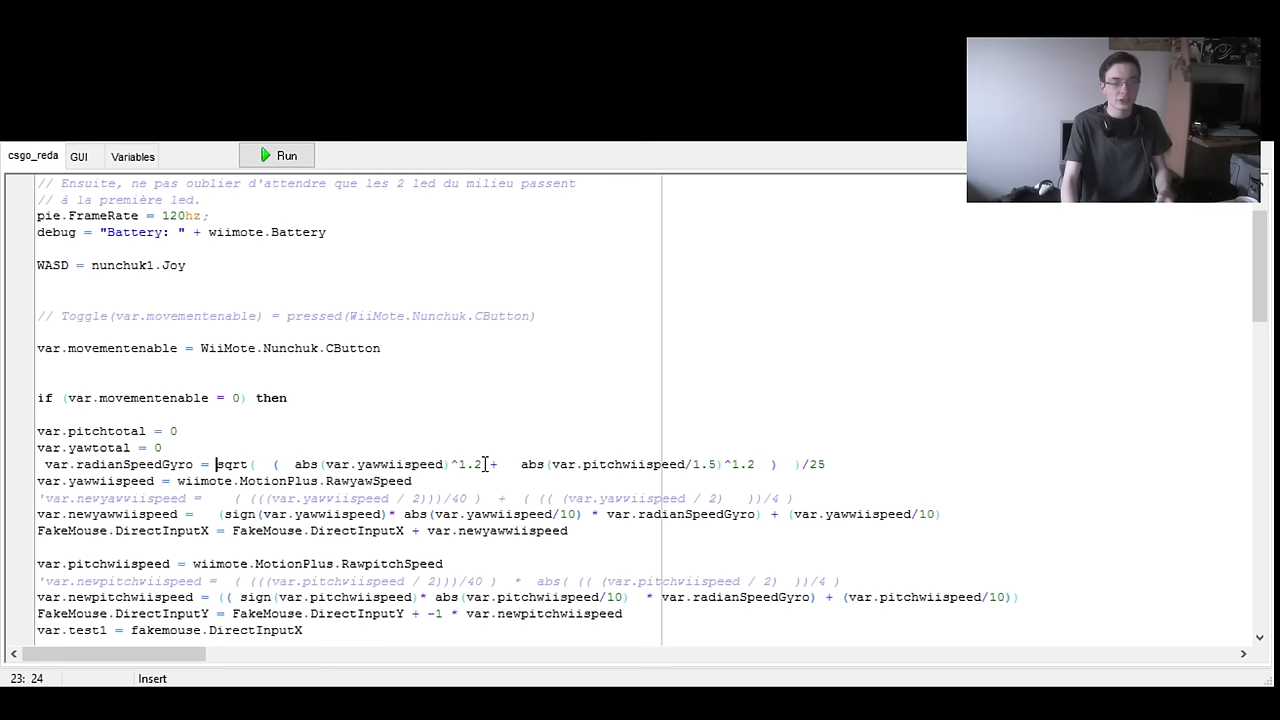 csgo_reda GUI Variables Run
// Ensuite, ne pas oublier d'attendre que les 2 led du milieu passent
// à la première led.
pie.FrameRate = 120hz;
debug = "Battery: " + wiimote.Battery
WASD = nunchuk1.Joy
// Toggle(var.movementenable) = pressed(WiiMote.Nunchuk.CButton)
var.movementenable = WiiMote.Nunchuk.CButton
if (var.movementenable = 0) then
var.pitchtotal = 0
var.yawtotal = 0
var.radianSpeedGyro = sqrt(  (  abs(var.yawwiispeed)^1.2 +   abs(var.pitchwiispeed/1.5)^1.2  )  )/25
var.yawwiispeed = wiimote.MotionPlus.RawyawSpeed
'var.newyawwiispeed =    ( (((var.yawwiispeed / 2)))/40 )  +  ( (( (var.yawwiispeed / 2)   ))/4 )
var.newyawwiispeed =   (sign(var.yawwiispeed)* abs(var.yawwiispeed/10) * var.radianSpeedGyro) + (var.yawwiispeed/10)
FakeMouse.DirectInputX = FakeMouse.DirectInputX + var.newyawwiispeed
var.pitchwiispeed = wiimote.MotionPlus.RawpitchSpeed
'var.newpitchwiispeed =  ( (((var.pitchwiispeed / 2)))/40 )  *  abs( (( (var.pitchwiispeed / 2)  ))/4 )
var.newpitchwiispeed = (( sign(var.pitchwiispeed)* abs(var.pitchwiispeed/10)  * var.radianSpeedGyro) + (var.pitchwiispeed/10))
FakeMouse.DirectInputY = FakeMouse.DirectInputY + -1 * var.newpitchwiispeed
var.test1 = fakemouse.DirectInputX
23: 24 Insert